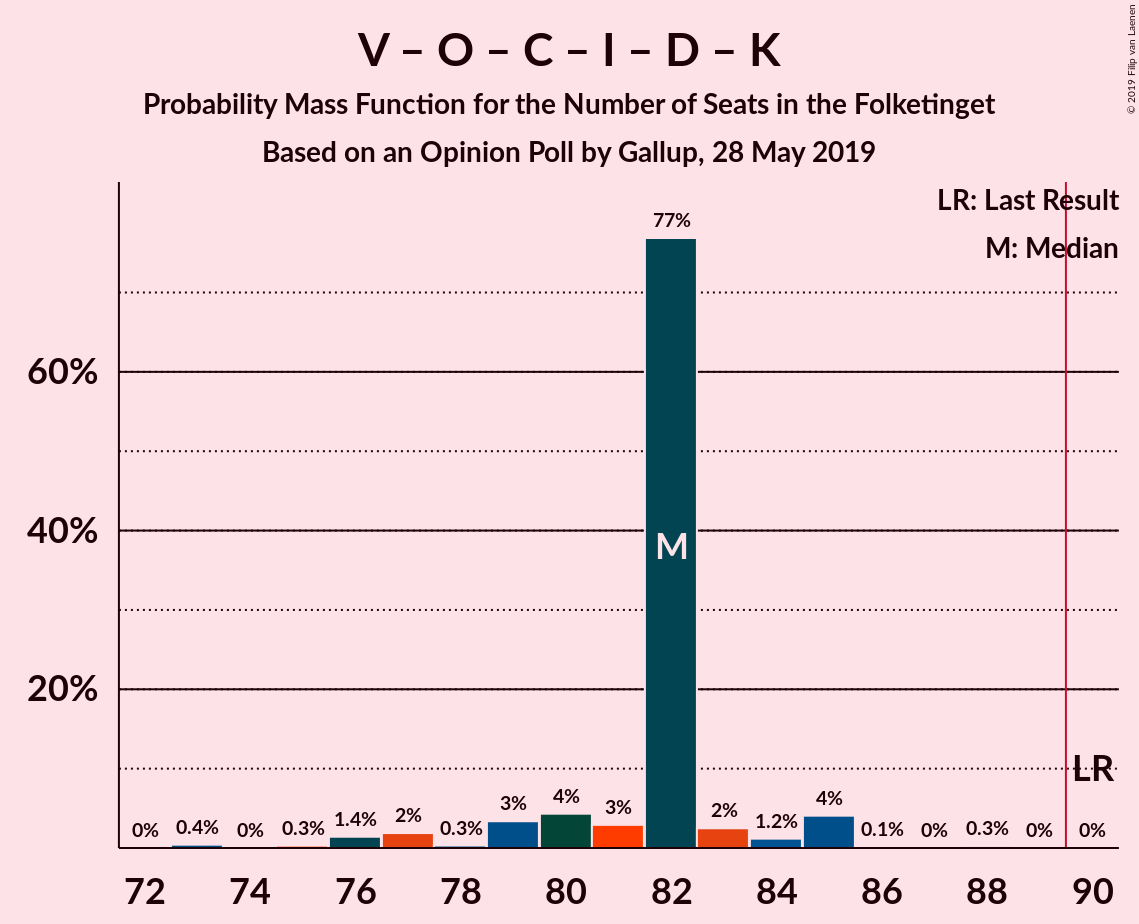 V – O – C – I – D – K
Probability Mass Function for the Number of Seats in the Folketinget
Based on an Opinion Poll by Gallup, 28 May 2019
© 2019 Filip van Laenen
LR: Last Result
M: Median
77%
60%
40%
M
20%
LR
0% 0.4% 0% 0.3% 1.4% 2% 0.3% 3% 4% 3% 2% 1.2% 4% 0.1% 0% 0.3% 0% 0%
72 74 76 78 80 82 84 86 88 90